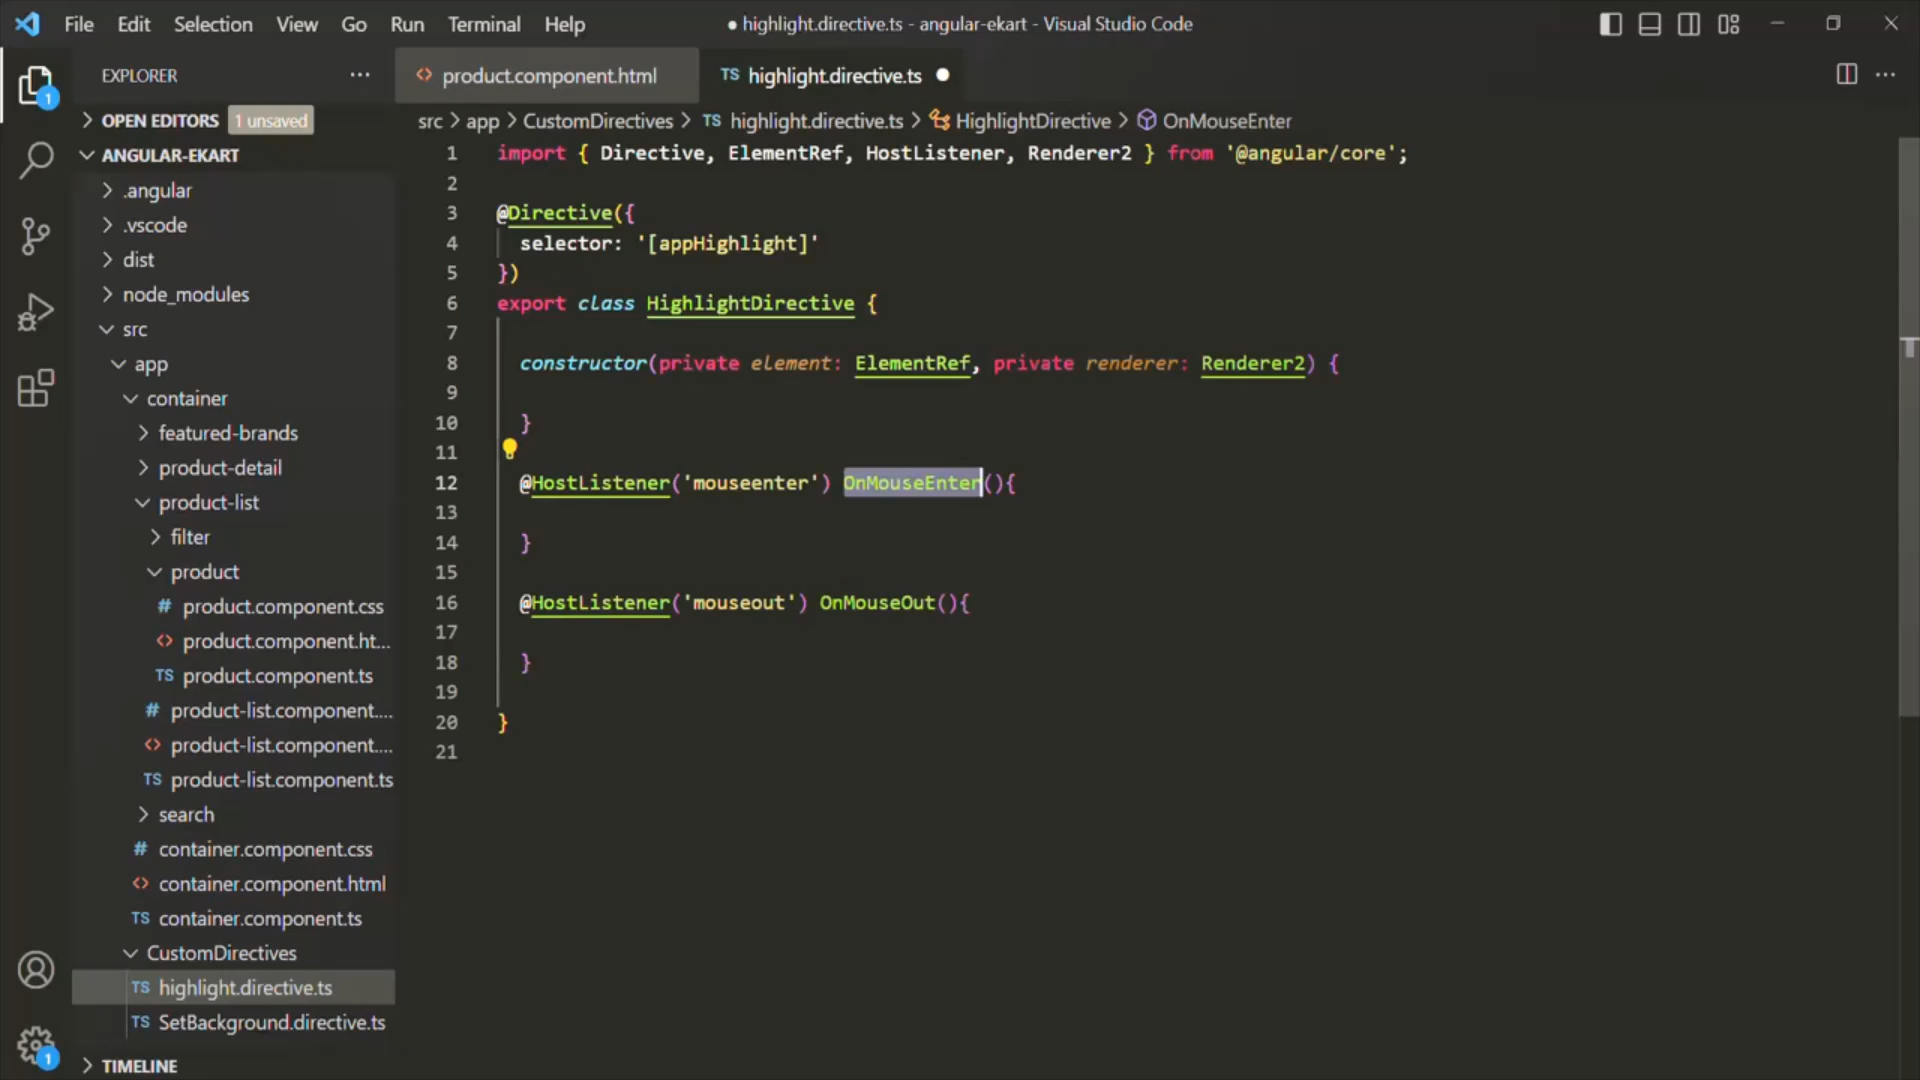 File Edit Selection View Go Run Terminal Help ● highlight.directive.ts - angular-ekart - Visual Studio Code
EXPLORER ··· <> product.component.html TS highlight.directive.ts ●
OPEN EDITORS 1 unsaved
src > app > CustomDirectives > TS highlight.directive.ts > HighlightDirective > OnMouseEnter
ANGULAR-EKART
.angular
.vscode
dist
node_modules
src
app
container
featured-brands
product-detail
product-list
filter
product
# product.component.css
<> product.component.ht...
TS product.component.ts
# product-list.component....
<> product-list.component....
TS product-list.component.ts
search
# container.component.css
<> container.component.html
TS container.component.ts
CustomDirectives
TS highlight.directive.ts
TS SetBackground.directive.ts
TIMELINE
1
1
1 import { Directive, ElementRef, HostListener, Renderer2 } from '@angular/core';
2
3 @Directive({
4 selector: '[appHighlight]'
5 })
6 export class HighlightDirective {
7
8 constructor(private element: ElementRef, private renderer: Renderer2) {
9
10 }
11
12 @HostListener('mouseenter') OnMouseEnter(){
13
14 }
15
16 @HostListener('mouseout') OnMouseOut(){
17
18 }
19
20 }
21